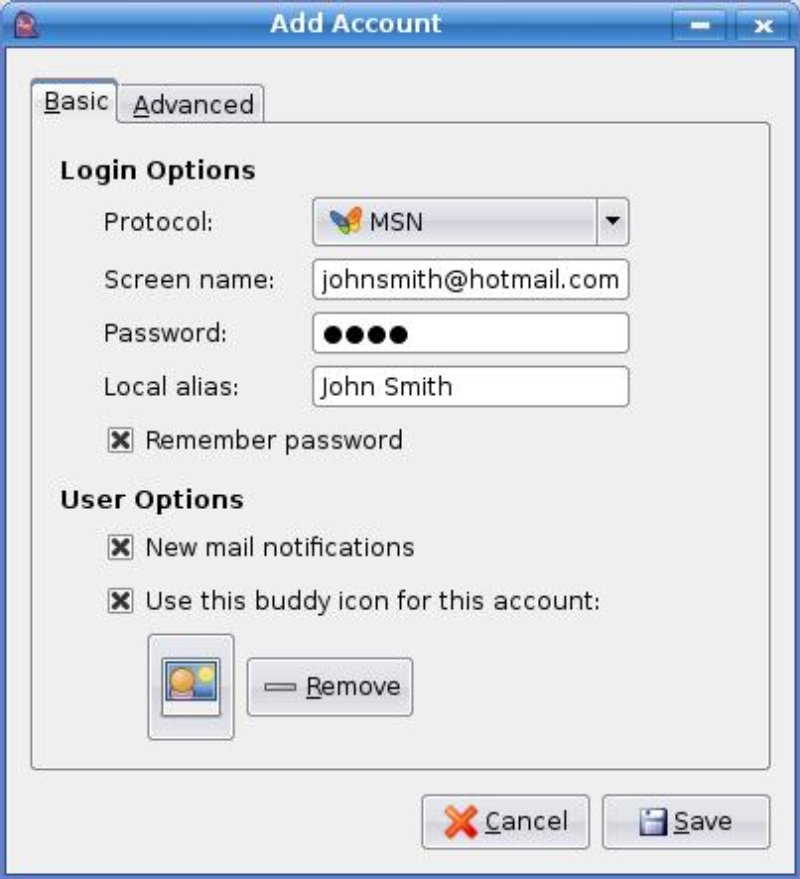 Add Account
Basic Advanced
Login Options
Protocol: MSN
Screen name: johnsmith@hotmail.com
Password: ●●●●
Local alias: John Smith
Remember password
User Options
New mail notifications
Use this buddy icon for this account:
Remove
Cancel Save